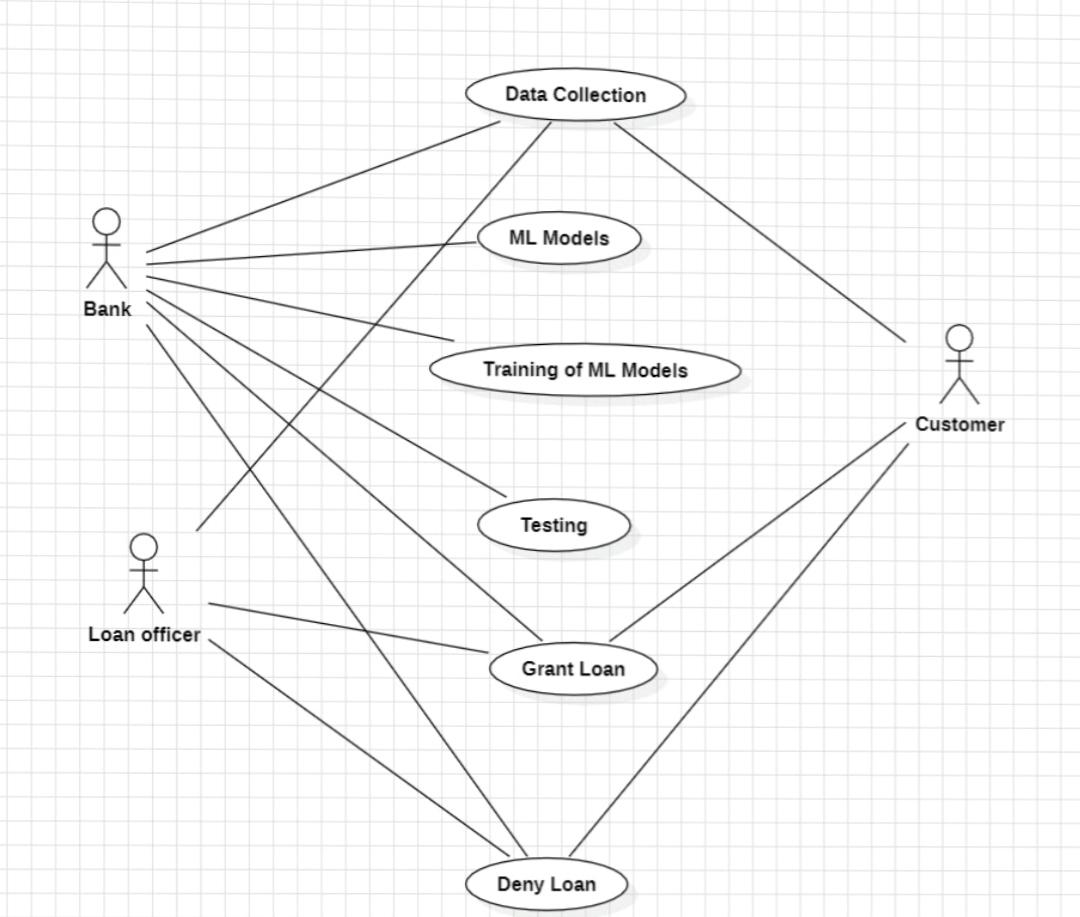 Data Collection
ML Models
Bank
Training of ML Models
Customer
Testing
Loan officer
Grant Loan
Deny Loan